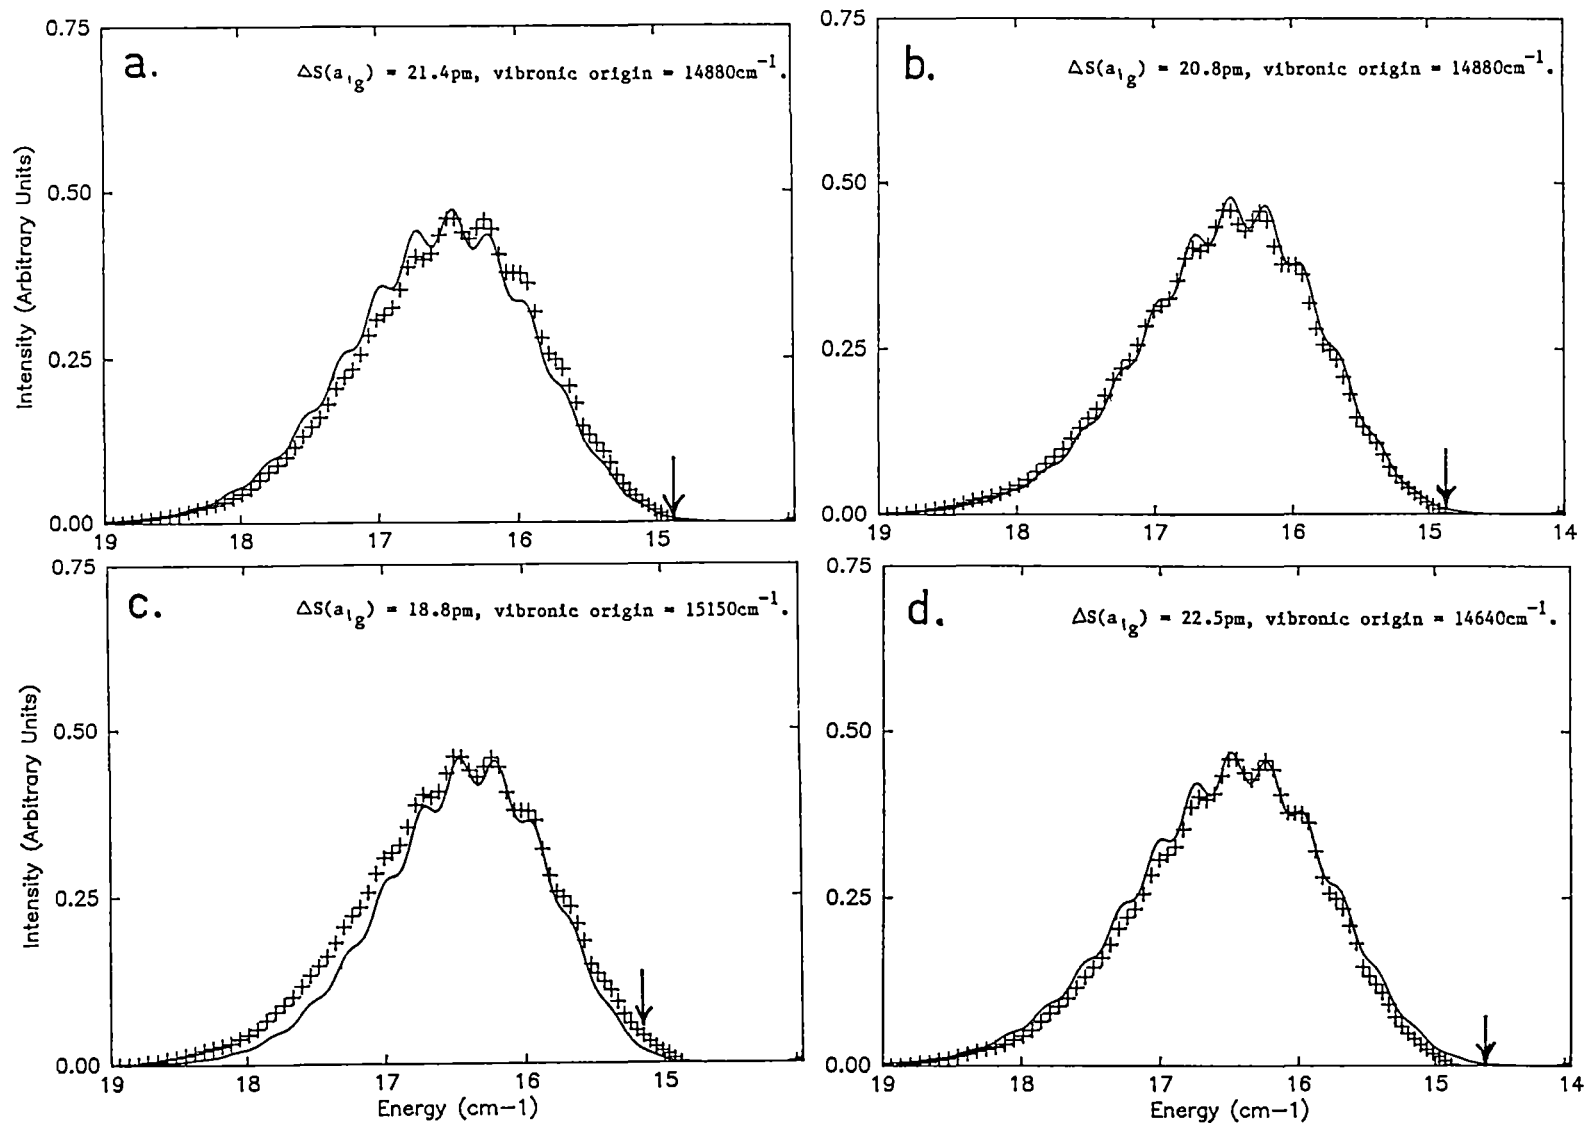 a.
ΔS(a₁g) = 21.4pm, vibronic origin = 14880cm⁻¹.
Intensity (Arbitrary Units)
0.75
0.50
0.25
0.00
19 18 17 16 15
b.
ΔS(a₁g) = 20.8pm, vibronic origin = 14880cm⁻¹.
0.75
0.50
0.25
0.00
19 18 17 16 15 14
c.
ΔS(a₁g) = 18.8pm, vibronic origin = 15150cm⁻¹.
Intensity (Arbitrary Units)
0.75
0.50
0.25
0.00
19 18 17 16 15
Energy (cm-1)
d.
ΔS(a₁g) = 22.5pm, vibronic origin = 14640cm⁻¹.
0.75
0.50
0.25
0.00
19 18 17 16 15 14
Energy (cm-1)